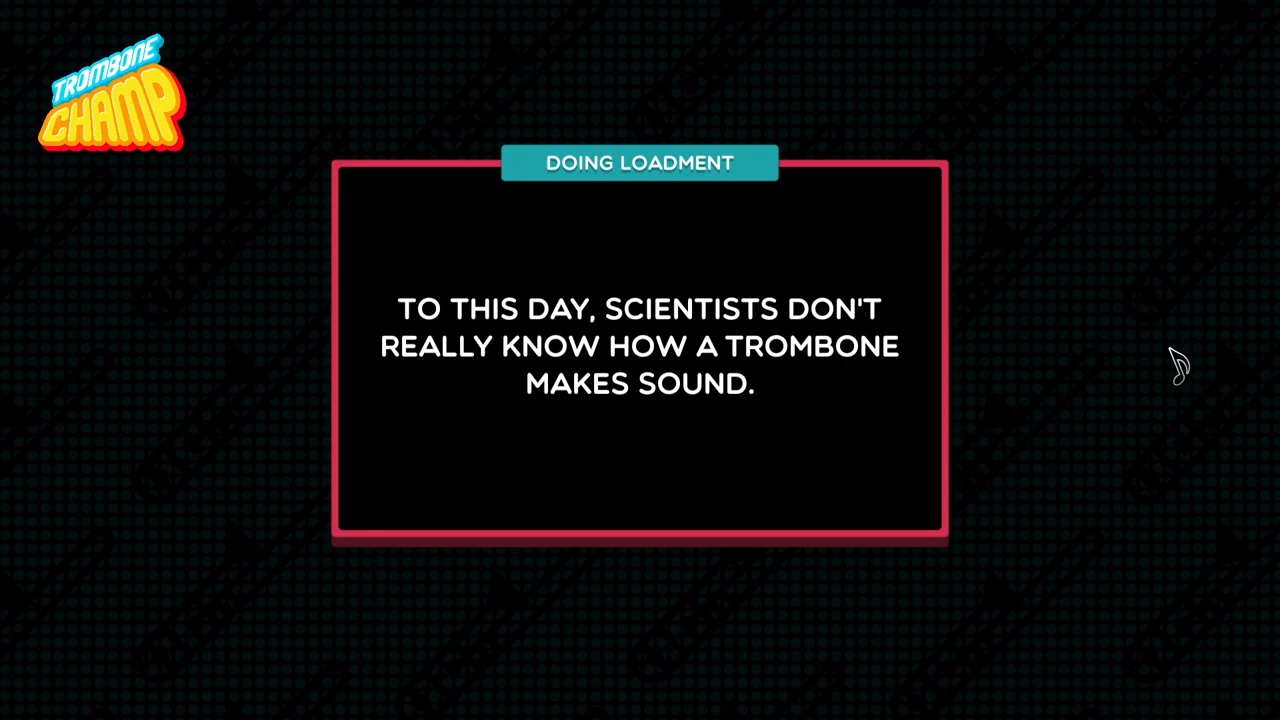 TROMBONE
CHAMP
DOING LOADMENT
TO THIS DAY, SCIENTISTS DON'T
REALLY KNOW HOW A TROMBONE
MAKES SOUND.